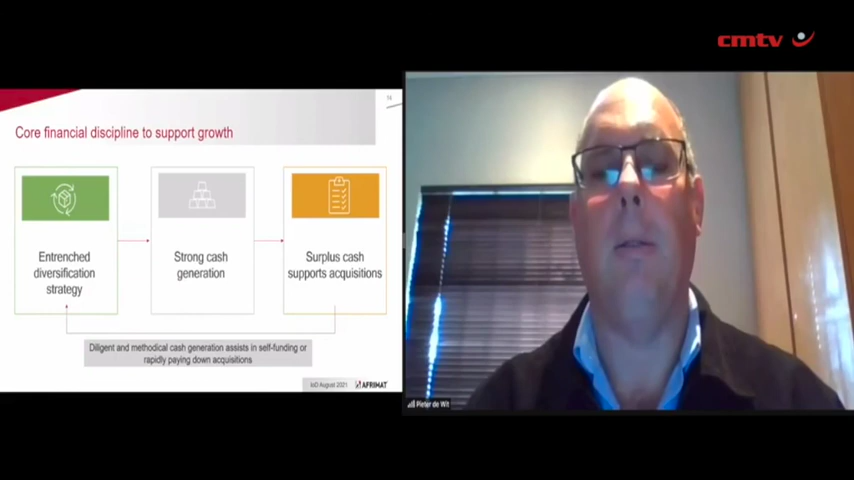 cmtv
14
Core financial discipline to support growth
Entrenched
diversification
strategy
Strong cash
generation
Surplus cash
supports acquisitions
Diligent and methodical cash generation assists in self-funding or
rapidly paying down acquisitions
IoD August 2021
AFRIMAT
Pieter de Wit